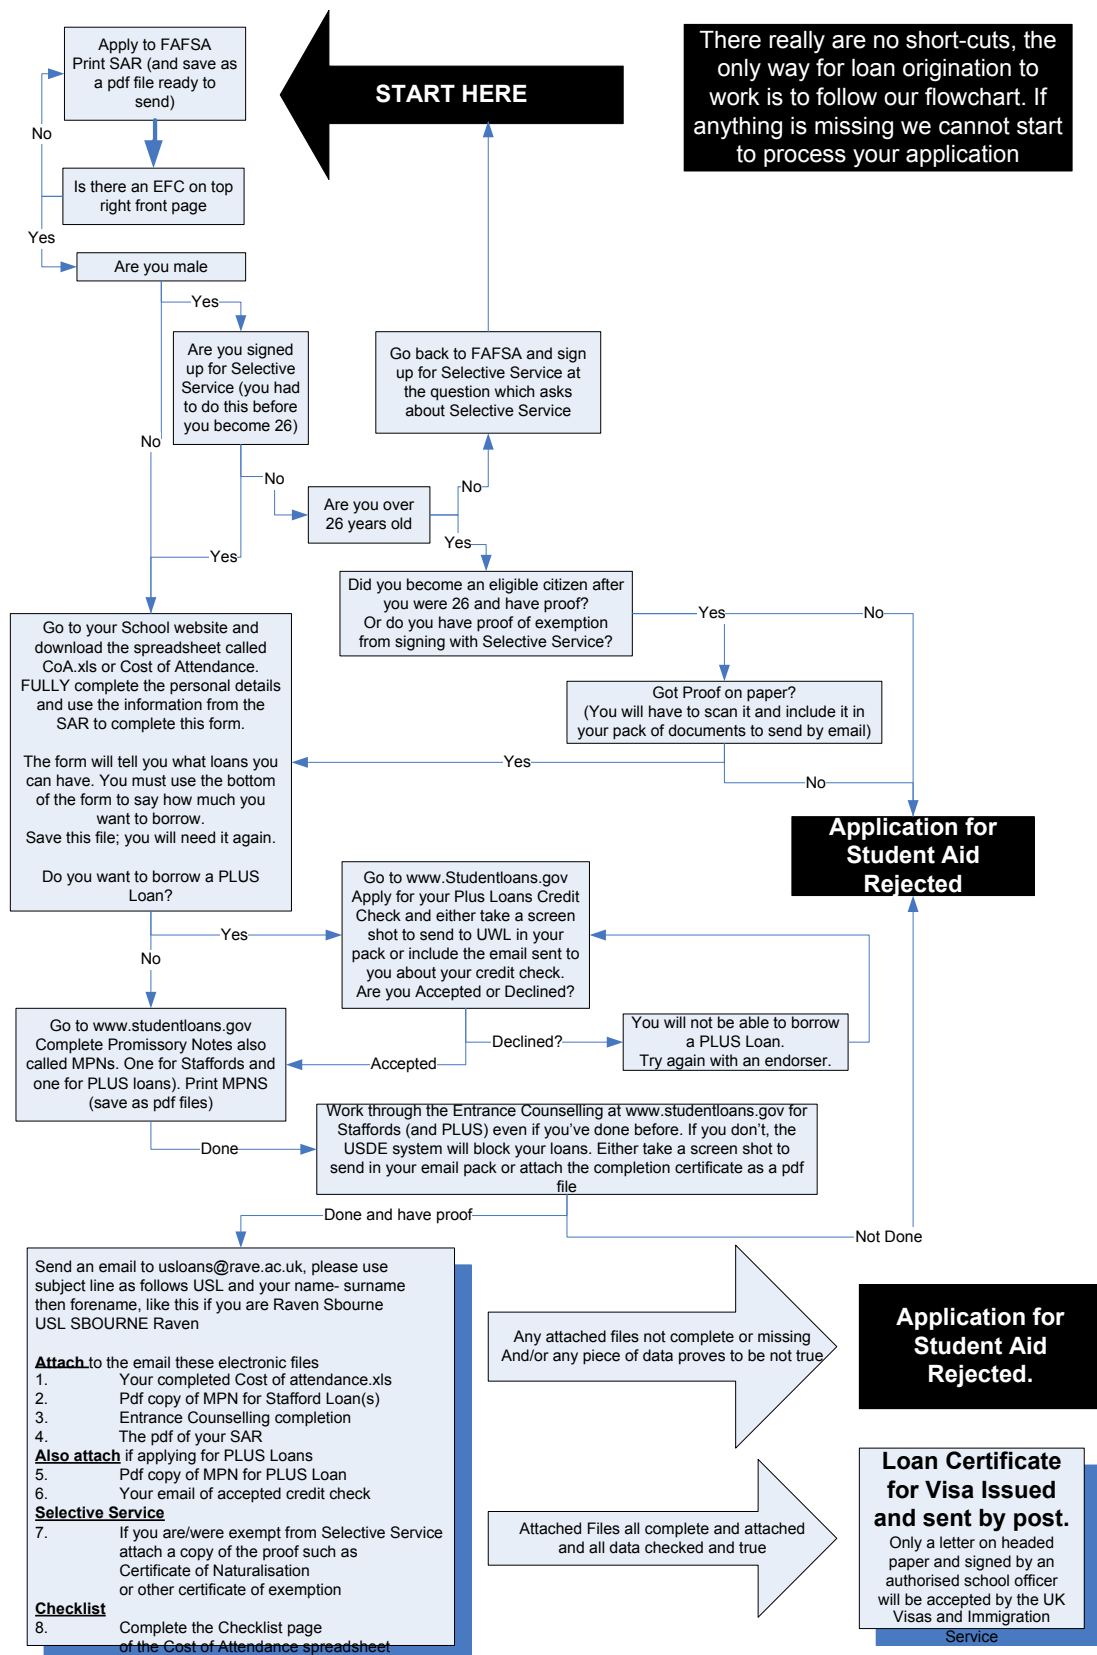 Apply to FAFSA
Print SAR (and save as
a pdf file ready to
send)
START HERE
There really are no short-cuts, the
only way for loan origination to
work is to follow our flowchart. If
anything is missing we cannot start
to process your application
No
Is there an EFC on top
right front page
Yes
Are you male
Yes
Are you signed
up for Selective
Service (you had
to do this before
you become 26)
Go back to FAFSA and sign
up for Selective Service at
the question which asks
about Selective Service
No
No
No
Are you over
26 years old
Yes
Yes
Did you become an eligible citizen after
you were 26 and have proof?
Or do you have proof of exemption
from signing with Selective Service?
Yes
No
Go to your School website and
download the spreadsheet called
CoA.xls or Cost of Attendance.
FULLY complete the personal details
and use the information from the
SAR to complete this form.
The form will tell you what loans you
can have. You must use the bottom
of the form to say how much you
want to borrow.
Save this file; you will need it again.
Do you want to borrow a PLUS
Loan?
Got Proof on paper?
(You will have to scan it and include it in
your pack of documents to send by email)
Yes
No
Application for
Student Aid
Rejected
Go to www.Studentloans.gov
Apply for your Plus Loans Credit
Check and either take a screen
shot to send to UWL in your
pack or include the email sent to
you about your credit check.
Are you Accepted or Declined?
Yes
No
Go to www.studentloans.gov
Complete Promissory Notes also
called MPNs. One for Staffords and
one for PLUS loans). Print MPNS
(save as pdf files)
Declined?
Accepted
You will not be able to borrow
a PLUS Loan.
Try again with an endorser.
Done
Work through the Entrance Counselling at www.studentloans.gov for
Staffords (and PLUS) even if you've done before. If you don't, the
USDE system will block your loans. Either take a screen shot to
send in your email pack or attach the completion certificate as a pdf
file
Done and have proof
Not Done
Send an email to usloans@rave.ac.uk, please use
subject line as follows USL and your name- surname
then forename, like this if you are Raven Sbourne
USL SBOURNE Raven
Attach to the email these electronic files
1. Your completed Cost of attendance.xls
2. Pdf copy of MPN for Stafford Loan(s)
3. Entrance Counselling completion
4. The pdf of your SAR
Also attach if applying for PLUS Loans
5. Pdf copy of MPN for PLUS Loan
6. Your email of accepted credit check
Selective Service
7. If you are/were exempt from Selective Service
attach a copy of the proof such as
Certificate of Naturalisation
or other certificate of exemption
Checklist
8. Complete the Checklist page
of the Cost of Attendance spreadsheet
Any attached files not complete or missing
And/or any piece of data proves to be not true
Application for
Student Aid
Rejected.
Attached Files all complete and attached
and all data checked and true
Loan Certificate
for Visa Issued
and sent by post.
Only a letter on headed
paper and signed by an
authorised school officer
will be accepted by the UK
Visas and Immigration
Service